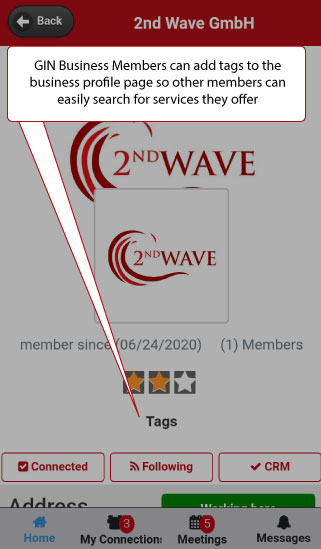 Back
2nd Wave GmbH
GIN Business Members can add tags to the
business profile page so other members can
easily search for services they offer
2ND WAVE
2ND WAVE
member since (06/24/2020) (1) Members
Tags
Connected
Following
CRM
Address
Working here
Home
My Connection
3
Meetings
5
Messages